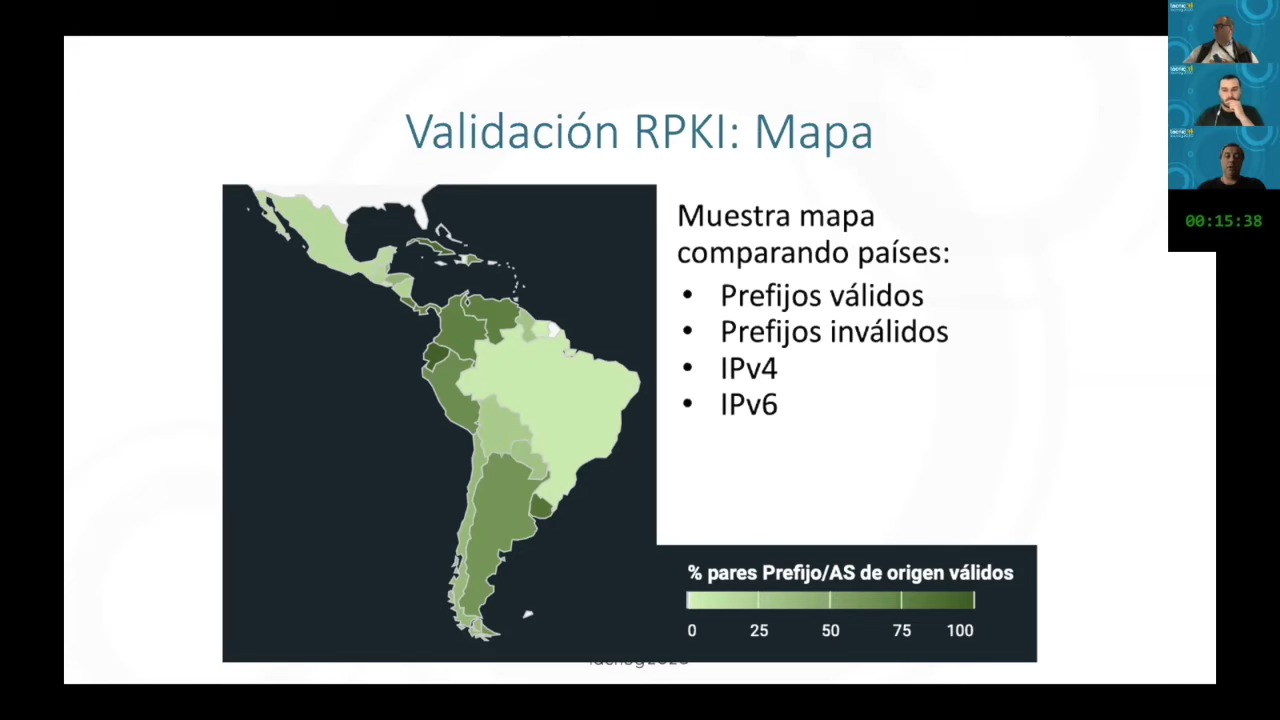 Validación RPKI: Mapa
Muestra mapa
comparando países:
• Prefijos válidos
• Prefijos inválidos
• IPv4
• IPv6
% pares Prefijo/AS de origen válidos
0 25 50 75 100
00:15:38